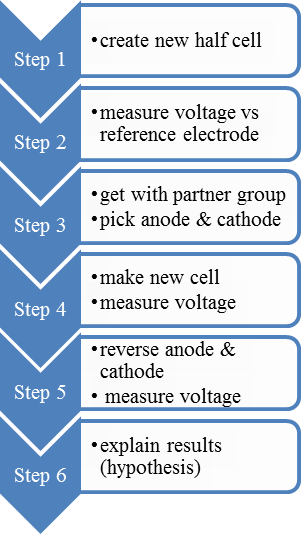 Step 1
•create new half cell
Step 2
•measure voltage vs
reference electrode
Step 3
•get with partner group
•pick anode & cathode
Step 4
•make new cell
•measure voltage
Step 5
•reverse anode &
cathode
• measure voltage
Step 6
•explain results
(hypothesis)